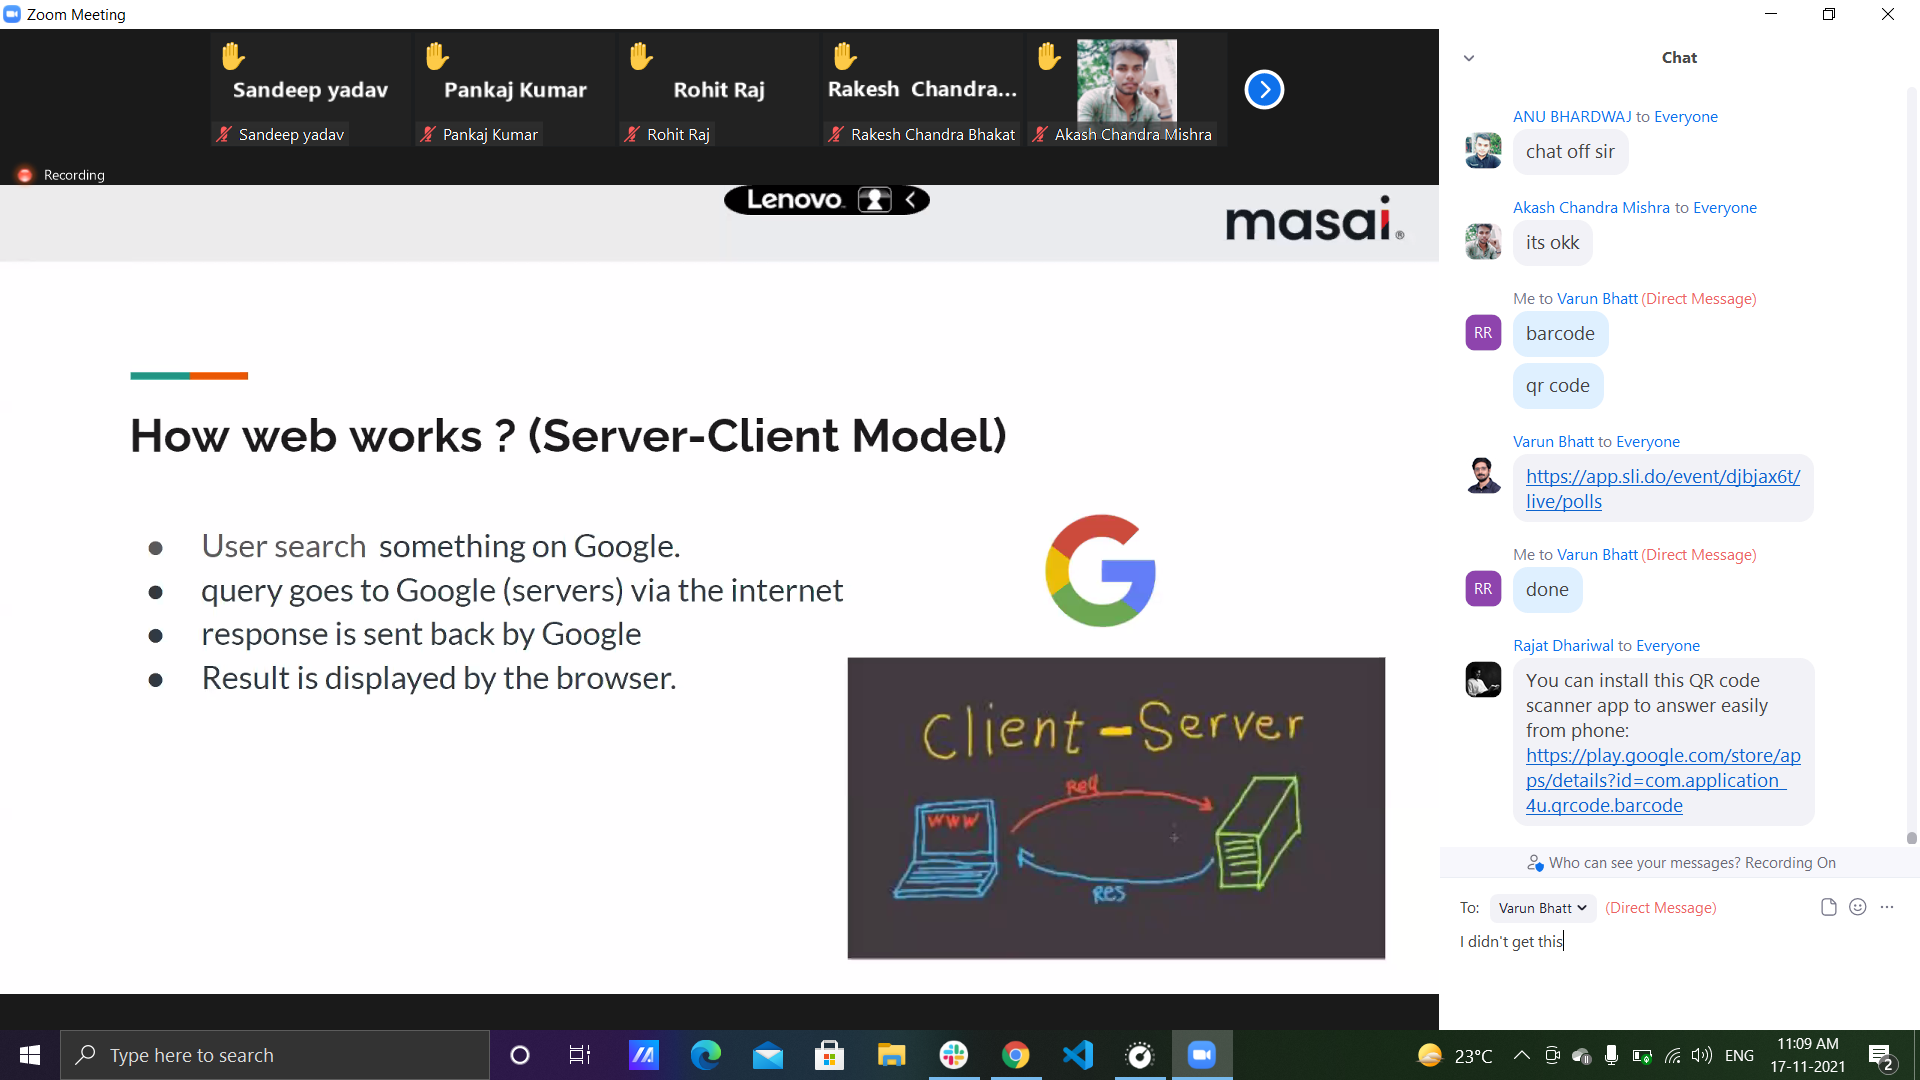 Zoom Meeting
Sandeep yadav
Pankaj Kumar
Rohit Raj
Rakesh Chandra...
Sandeep yadav
Pankaj Kumar
Rohit Raj
Rakesh Chandra Bhakat
Akash Chandra Mishra
Recording
Lenovo
masai
How web works ? (Server-Client Model)
User search something on Google.
query goes to Google (servers) via the internet
response is sent back by Google
Result is displayed by the browser.
Client-Server
Req
www
Res
Chat
ANU BHARDWAJ to Everyone
chat off sir
Akash Chandra Mishra to Everyone
its okk
Me to Varun Bhatt (Direct Message)
RR
barcode
qr code
Varun Bhatt to Everyone
https://app.sli.do/event/djbjax6t/
live/polls
Me to Varun Bhatt (Direct Message)
RR
done
Rajat Dhariwal to Everyone
You can install this QR code
scanner app to answer easily
from phone:
https://play.google.com/store/ap
ps/details?id=com.application_
4u.qrcode.barcode
Who can see your messages? Recording On
To: Varun Bhatt (Direct Message)
I didn't get this
Type here to search
23°C
ENG
11:09 AM
17-11-2021
2